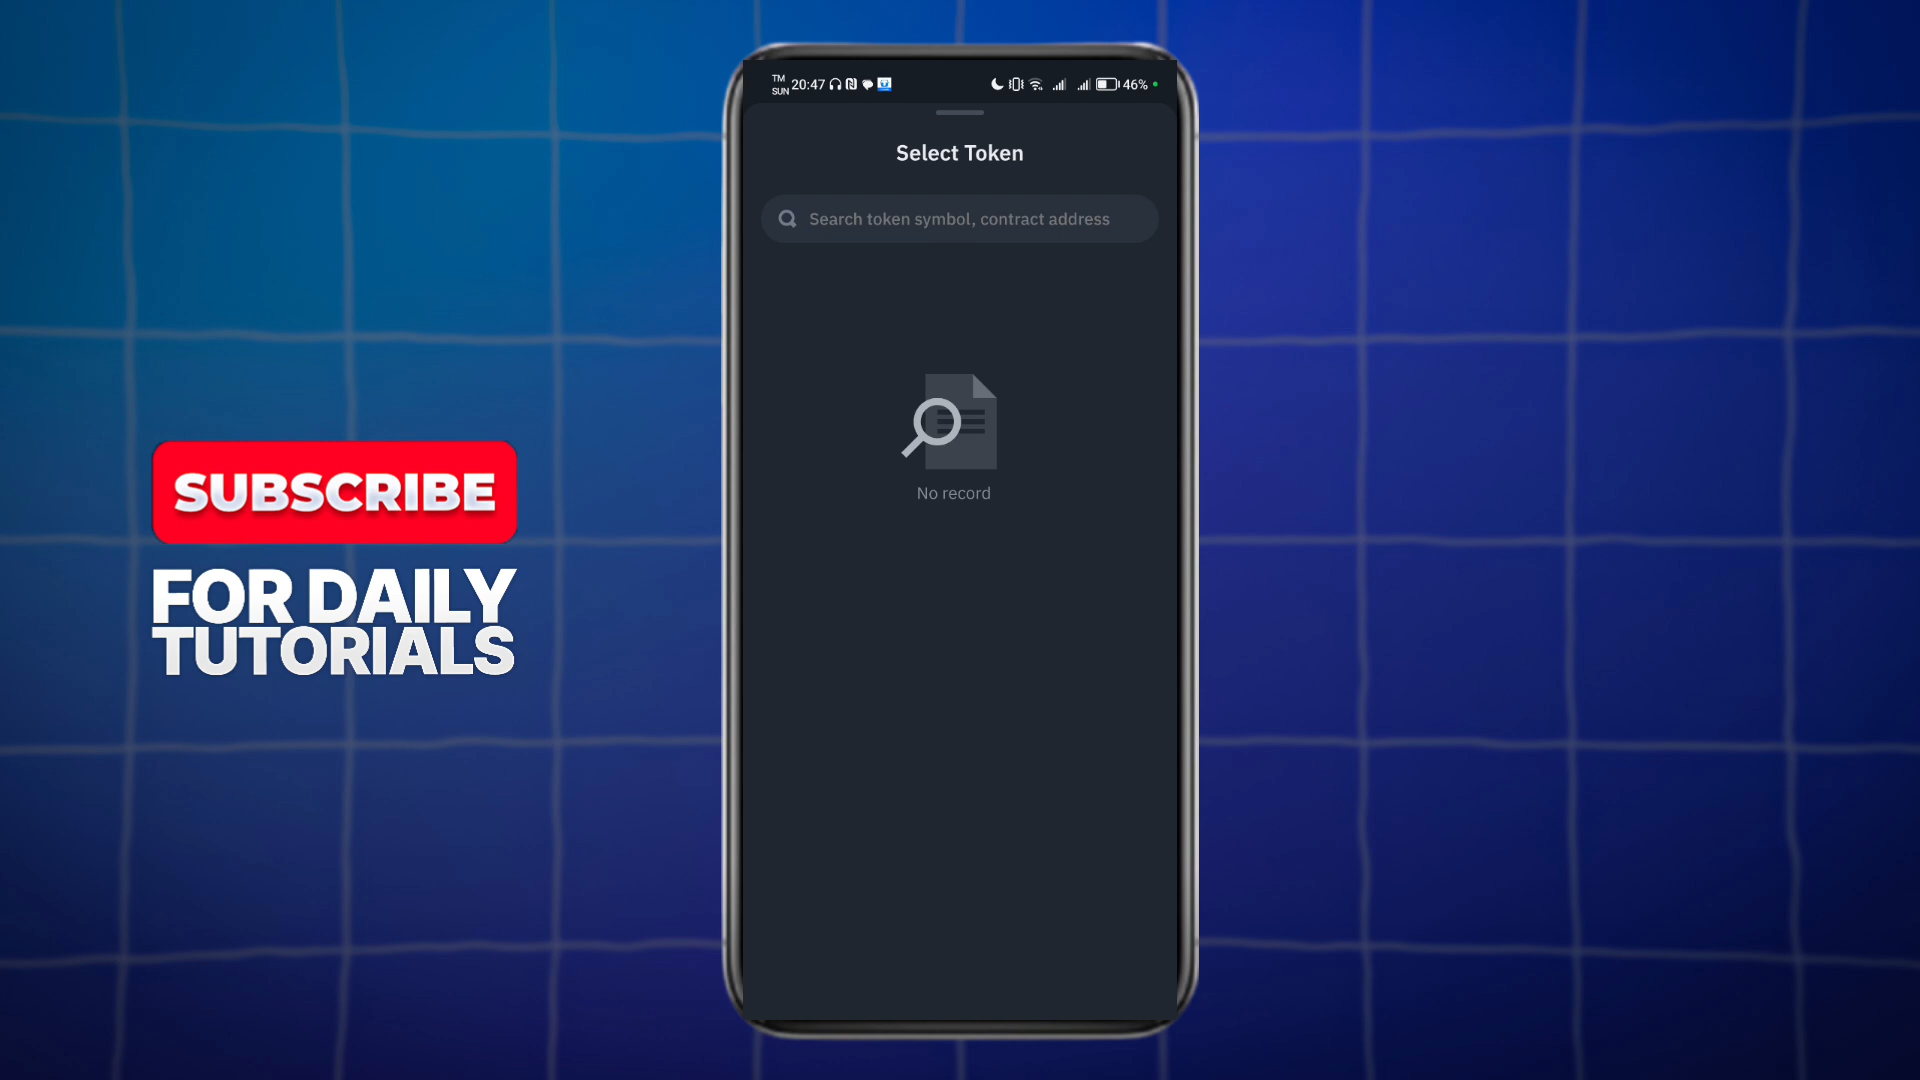 TM
SUN 20:47 46%
Select Token
Search token symbol, contract address
No record
SUBSCRIBE
FOR DAILY
TUTORIALS